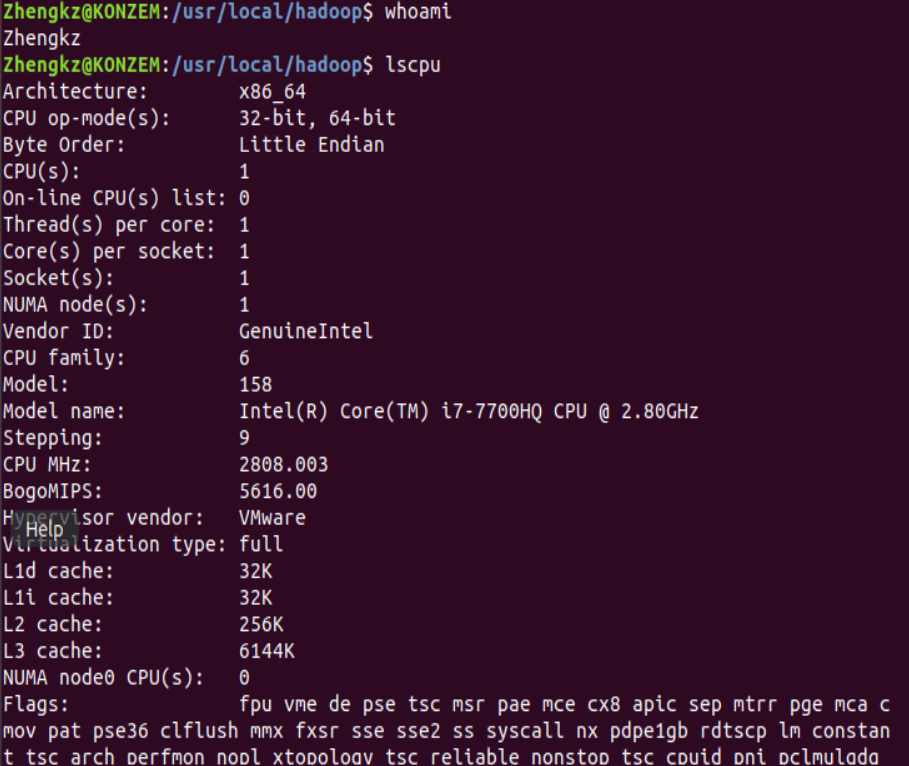 Zhengkz@KONZEM:/usr/local/hadoop$ whoami
Zhengkz
Zhengkz@KONZEM:/usr/local/hadoop$ lscpu
Architecture:        x86_64
CPU op-mode(s):      32-bit, 64-bit
Byte Order:          Little Endian
CPU(s):              1
On-line CPU(s) list: 0
Thread(s) per core:  1
Core(s) per socket:  1
Socket(s):           1
NUMA node(s):        1
Vendor ID:           GenuineIntel
CPU family:          6
Model:               158
Model name:          Intel(R) Core(TM) i7-7700HQ CPU @ 2.80GHz
Stepping:            9
CPU MHz:             2808.003
BogoMIPS:            5616.00
Hypervisor vendor:   VMware
Help
Virtualization type: full
L1d cache:           32K
L1i cache:           32K
L2 cache:            256K
L3 cache:            6144K
NUMA node0 CPU(s):   0
Flags:               fpu vme de pse tsc msr pae mce cx8 apic sep mtrr pge mca c
mov pat pse36 clflush mmx fxsr sse sse2 ss syscall nx pdpe1gb rdtscp lm constan
t_tsc arch_perfmon nopl xtopology tsc_reliable nonstop_tsc cpuid pni pclmulqdq